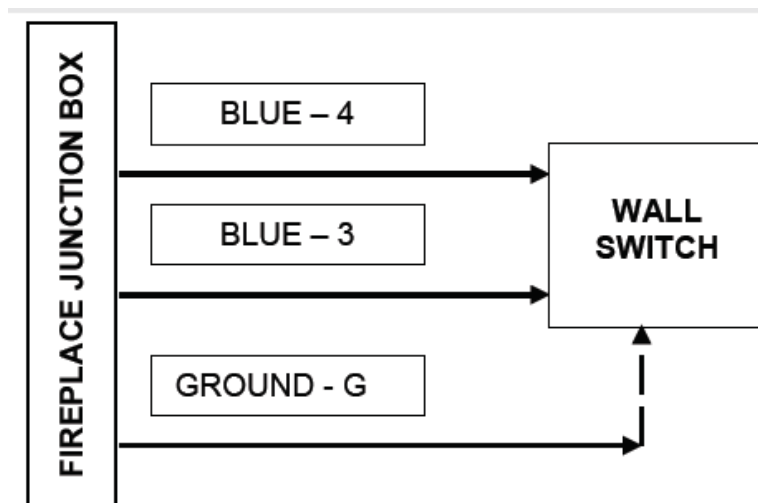 FIREPLACE JUNCTION BOX
BLUE – 4
BLUE – 3
GROUND - G
WALL
SWITCH